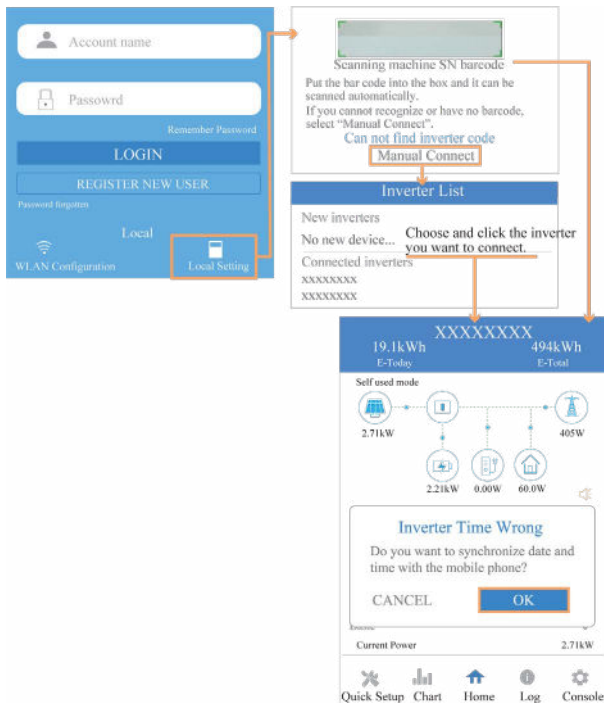 Account name
Passowrd
Remember Password
LOGIN
REGISTER NEW USER
Password forgotten
Local
WLAN Configuration
Local Setting
Scanning machine SN barcode
Put the bar code into the box and it can be
scanned automatically.
If you cannot recognize or have no barcode,
select “Manual Connect”.
Can not find inverter code
Manual Connect
Inverter List
New inverters
No new device...
Choose and click the inverter
you want to connect.
Connected inverters
xxxxxxxx
xxxxxxxx
XXXXXXXX
19.1kWh
494kWh
E-Today
E-Total
Self used mode
2.71kW
405W
2.21kW
0.00W
60.0W
Inverter Time Wrong
Do you want to synchronize date and
time with the mobile phone?
CANCEL
OK
Current Power
2.71kW
Quick Setup
Chart
Home
Log
Console